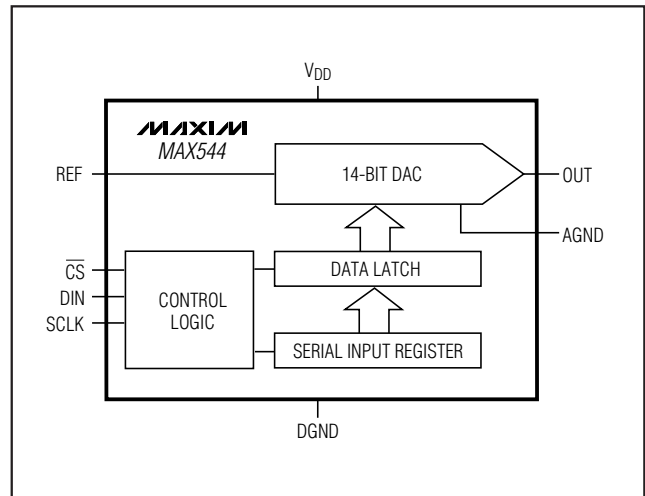 VDD
MAXIM
MAX544
REF
14-BIT DAC
OUT
AGND
CS
DATA LATCH
DIN
CONTROL
LOGIC
SCLK
SERIAL INPUT REGISTER
DGND